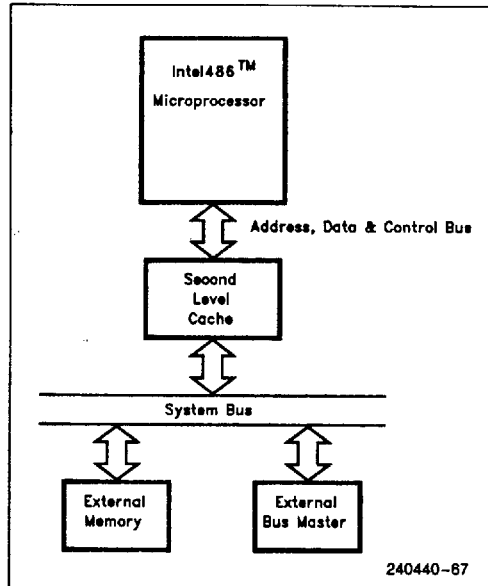 Intel486™
Microprocessor
Address, Data & Control Bus
Second
Level
Cache
System Bus
External
Memory
External
Bus Master
240440-67